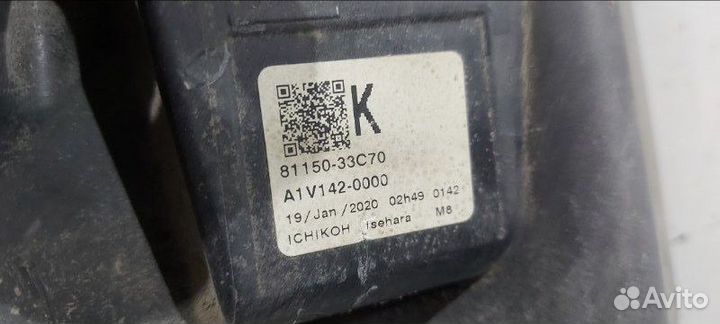 K
81150-33C70
A1V142-0000
19/Jan/2020 02h49 0142
ICHIKOH Isehara M8
Avito